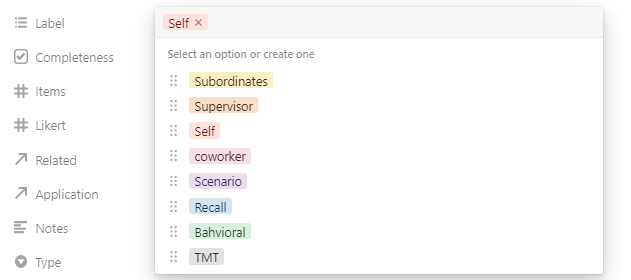 Label
Completeness
Items
Likert
Related
Application
Notes
Type
Self ×
Select an option or create one
Subordinates
Supervisor
Self
coworker
Scenario
Recall
Bahvioral
TMT